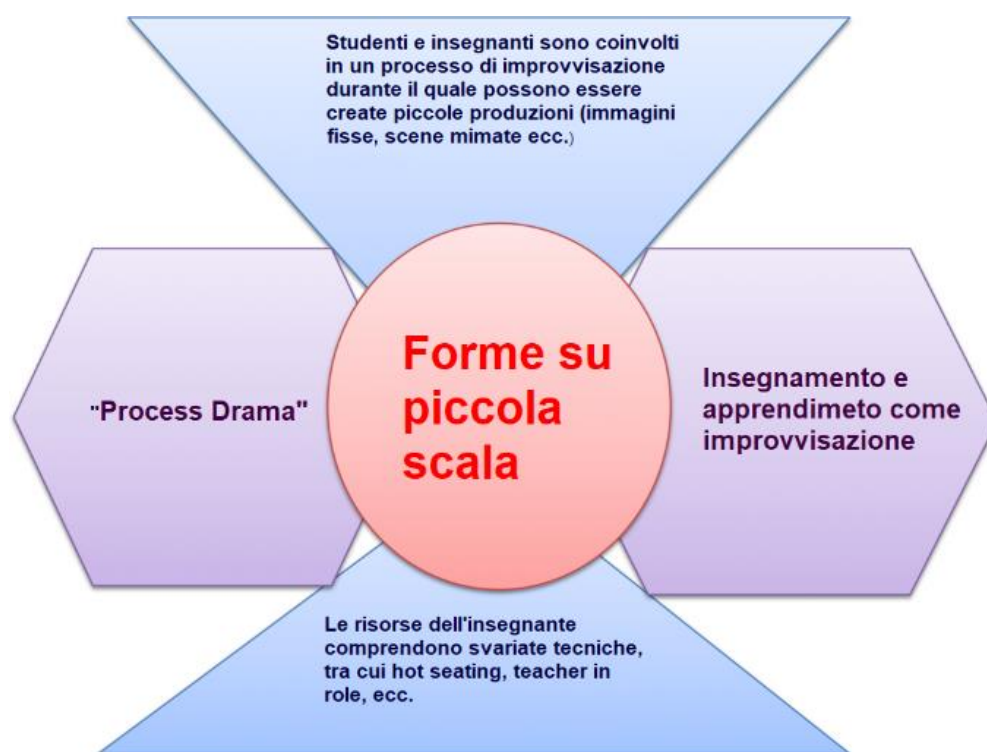 Studenti e insegnanti sono coinvolti
in un processo di improvvisazione
durante il quale possono essere
create piccole produzioni (immagini
fisse, scene mimate ecc.)
"Process Drama"
Forme su
piccola
scala
Insegnamento e
apprendimeto come
improvvisazione
Le risorse dell'insegnante
comprendono svariate tecniche,
tra cui hot seating, teacher in
role, ecc.